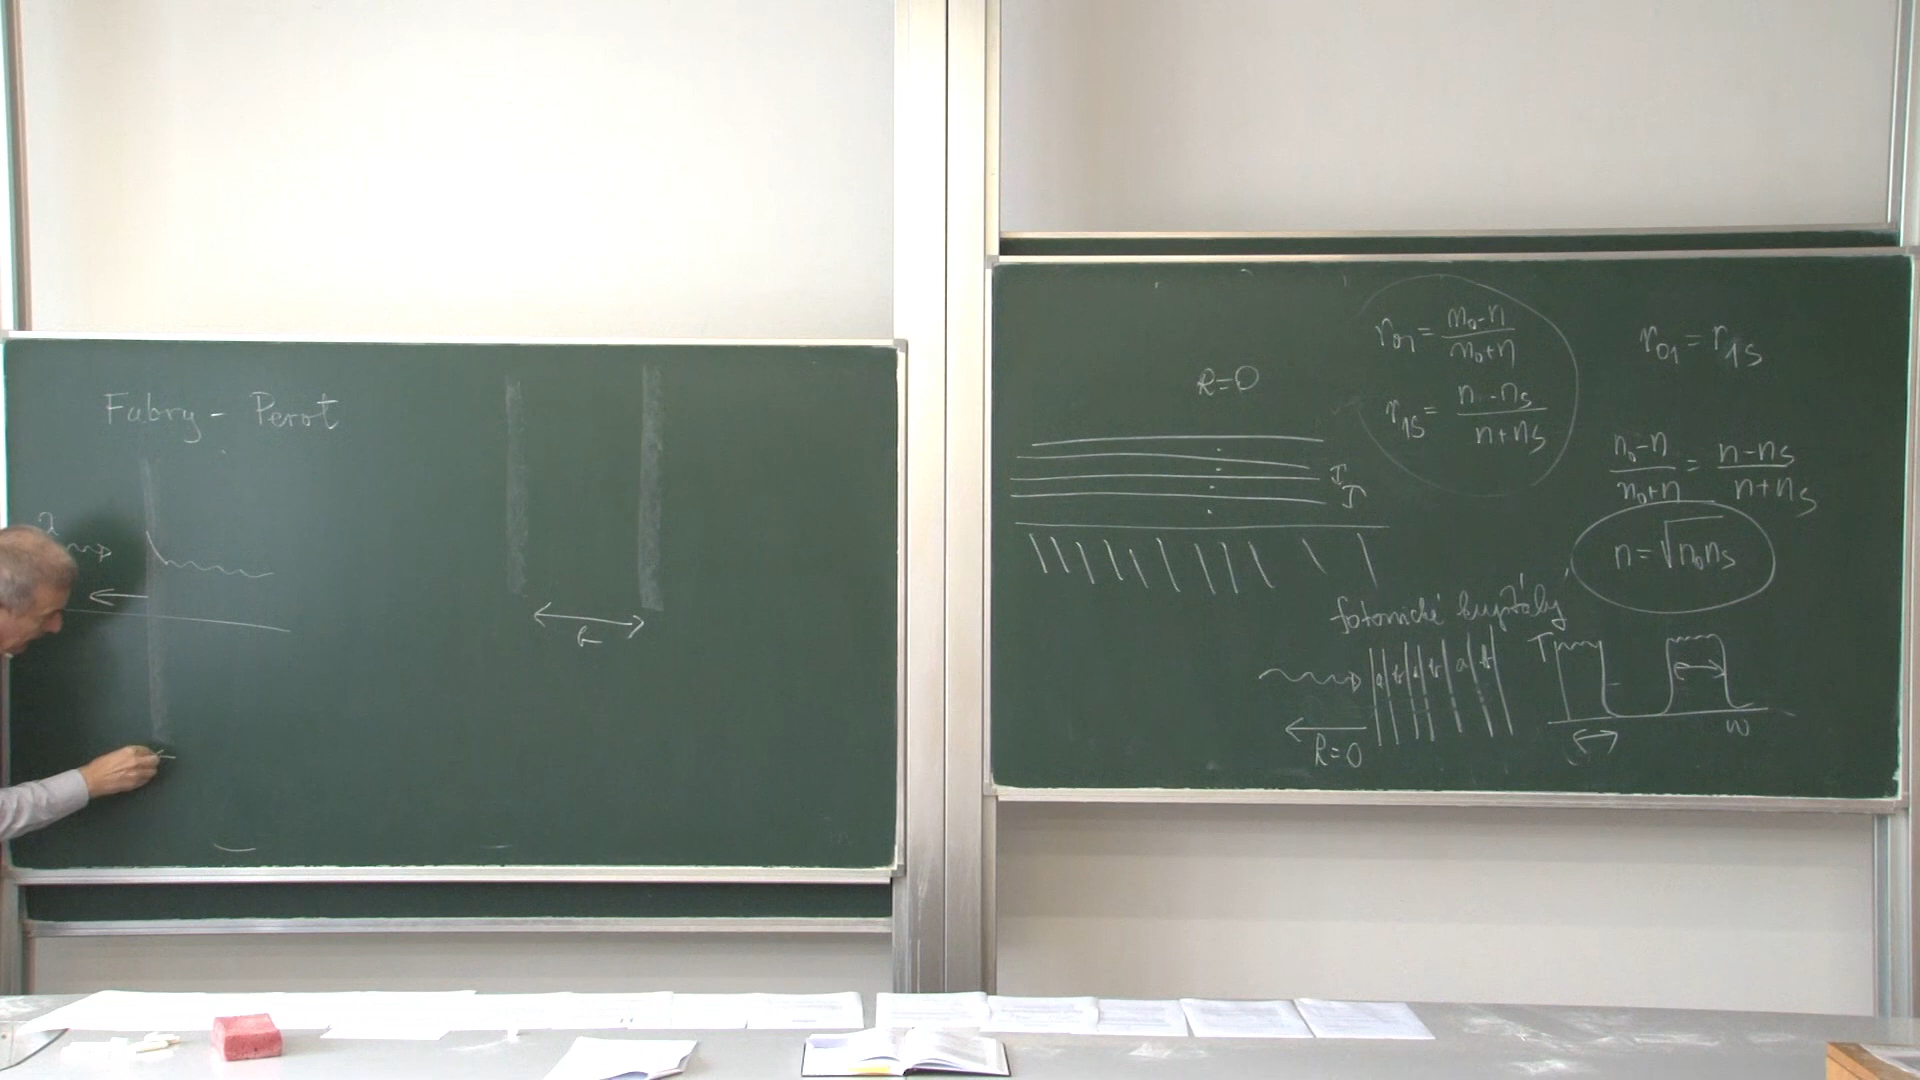 Fabry - Perot
λ
L
R=0
r₀₁ = (n₀-n)/(n₀+n)
r₁ₛ = (n-nₛ)/(n+nₛ)
r₀₁ = r₁ₛ
(n₀-n)/(n₀+n) = (n-nₛ)/(n+nₛ)
n=√n₀nₛ
fotonické krystaly
a b a b a b
R=0
T
ω